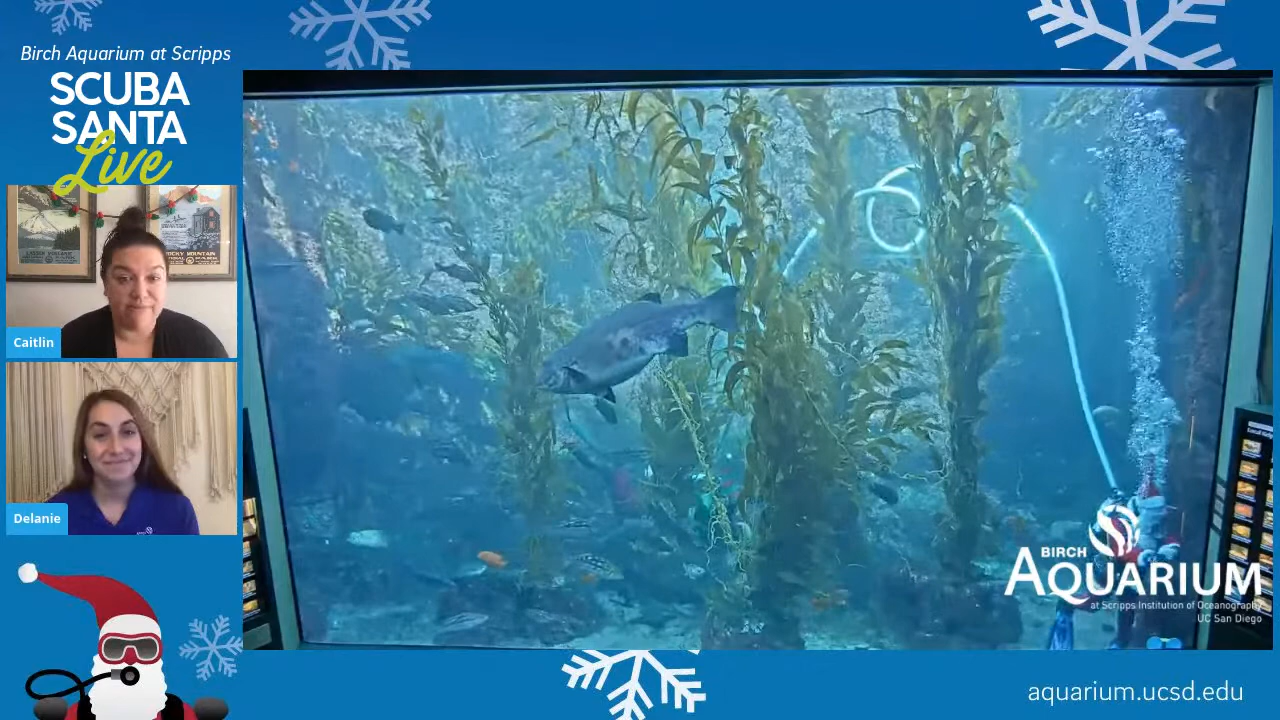 Birch Aquarium at Scripps
SCUBA
SANTA
Live
Caitlin
Delanie
BIRCH
AQUARIUM
at Scripps Institution of Oceanography
UC San Diego
aquarium.ucsd.edu